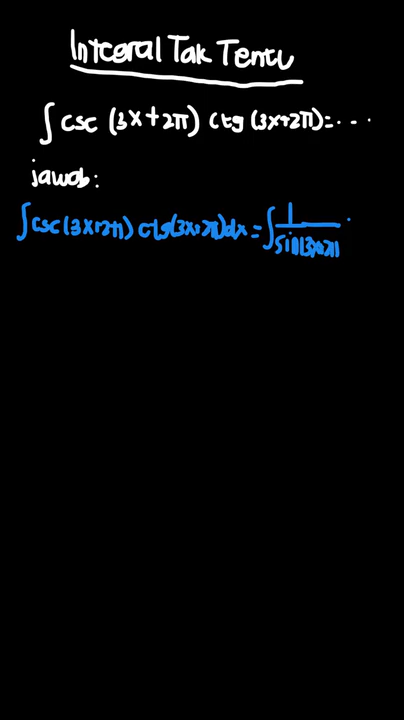 Integral Tak Tentu
∫ csc (3x+2π) ctg (3x+2π)=...
jawab:
∫csc(3x+2π) ctg(3x+2π)dx = ∫ 1/sin(3x+2π) ·